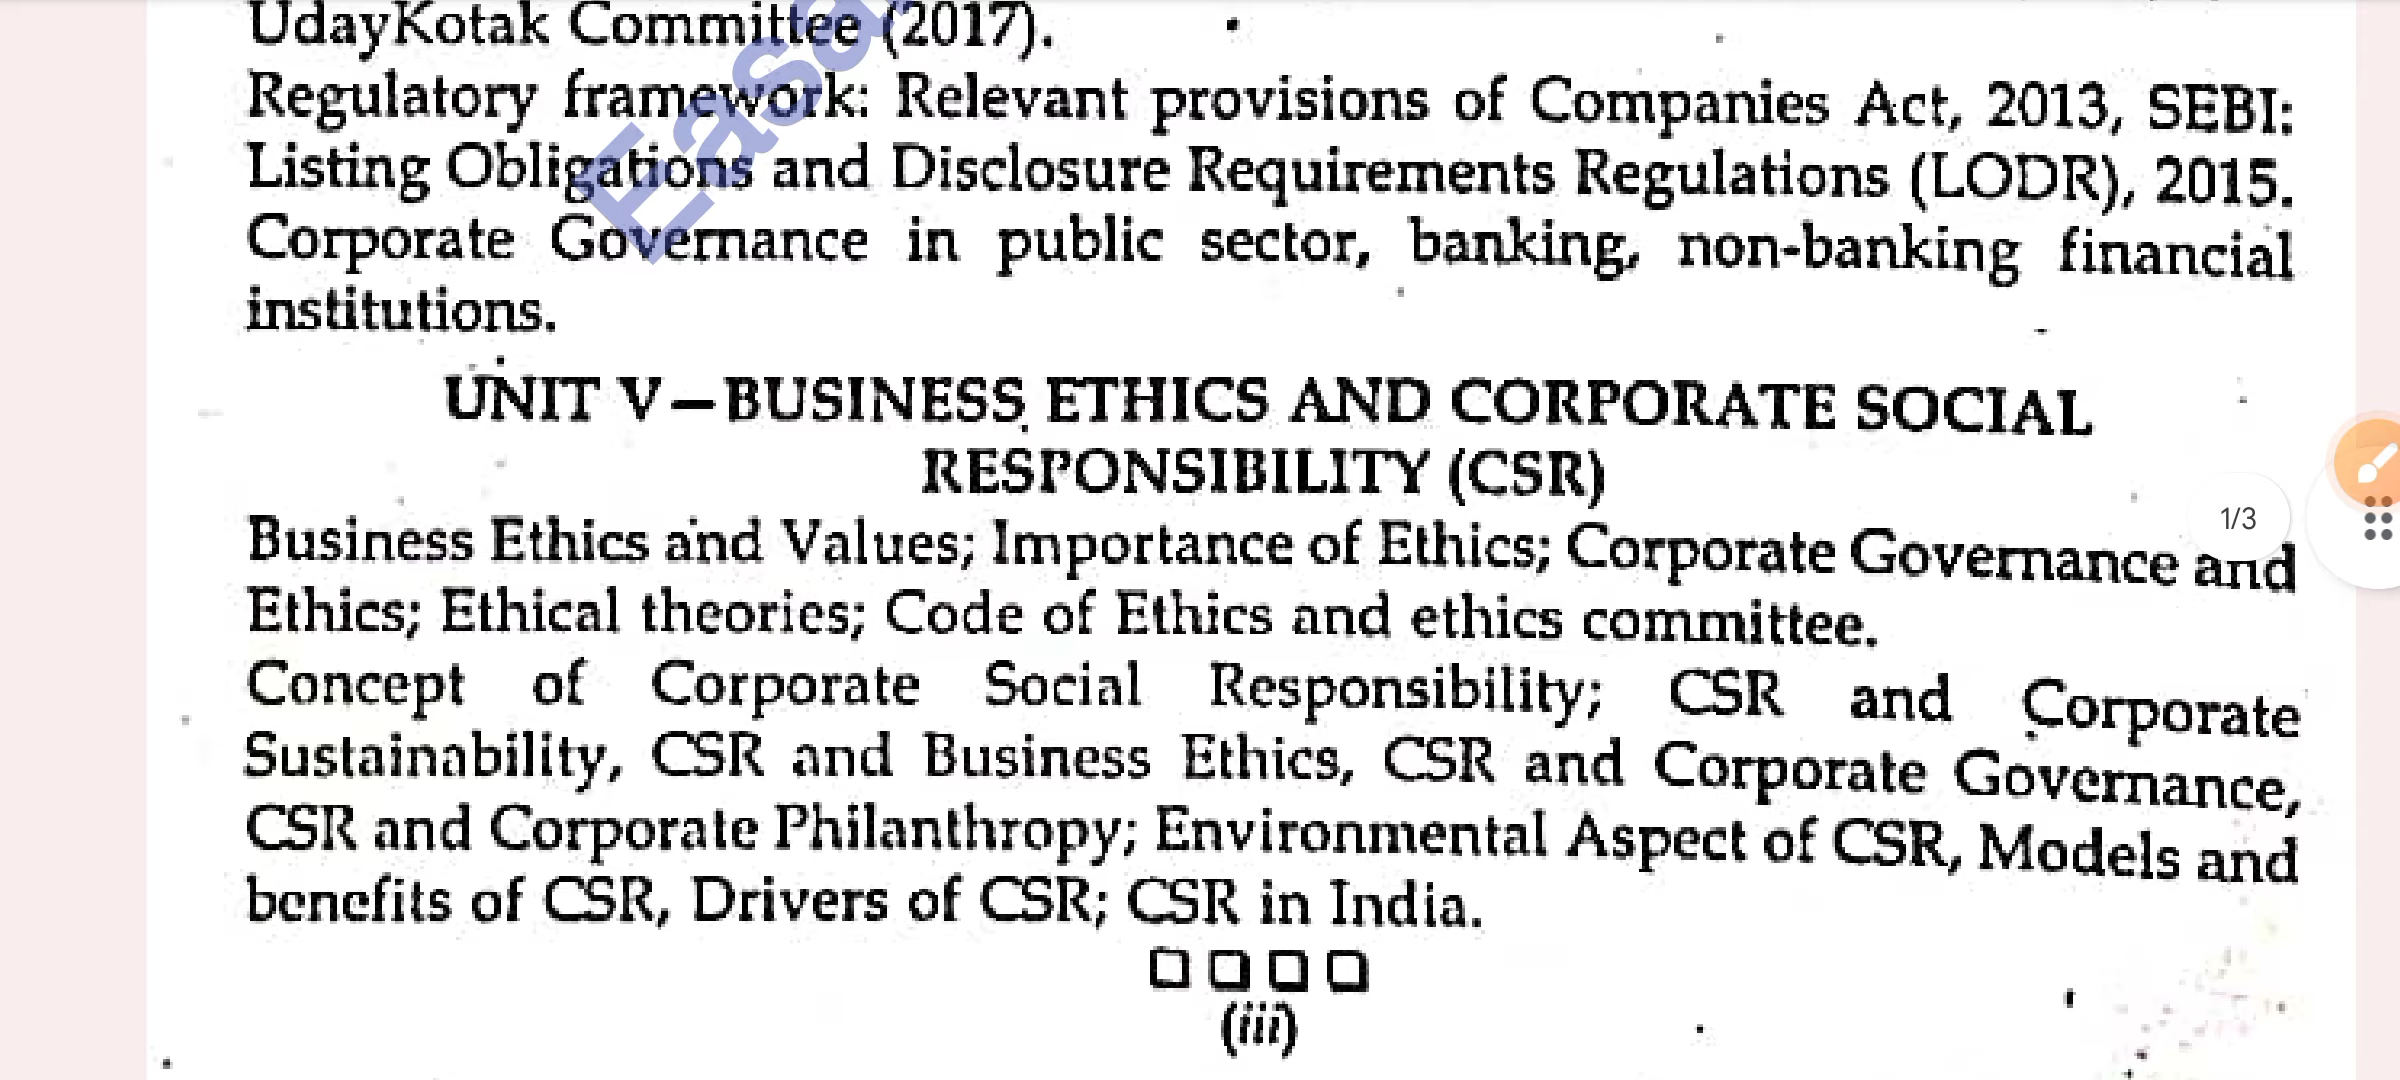 UdayKotak Committee (2017).
Regulatory framework: Relevant provisions of Companies Act, 2013, SEBI:
Listing Obligations and Disclosure Requirements Regulations (LODR), 2015.
Corporate Governance in public sector, banking, non-banking financial
institutions.
UNIT V—BUSINESS ETHICS AND CORPORATE SOCIAL
RESPONSIBILITY (CSR)
Business Ethics and Values; Importance of Ethics; Corporate Governance and
Ethics; Ethical theories; Code of Ethics and ethics committee.
Concept of Corporate Social Responsibility; CSR and Corporate
Sustainability, CSR and Business Ethics, CSR and Corporate Governance,
CSR and Corporate Philanthropy; Environmental Aspect of CSR, Models and
benefits of CSR, Drivers of CSR; CSR in India.
(iii)
1/3